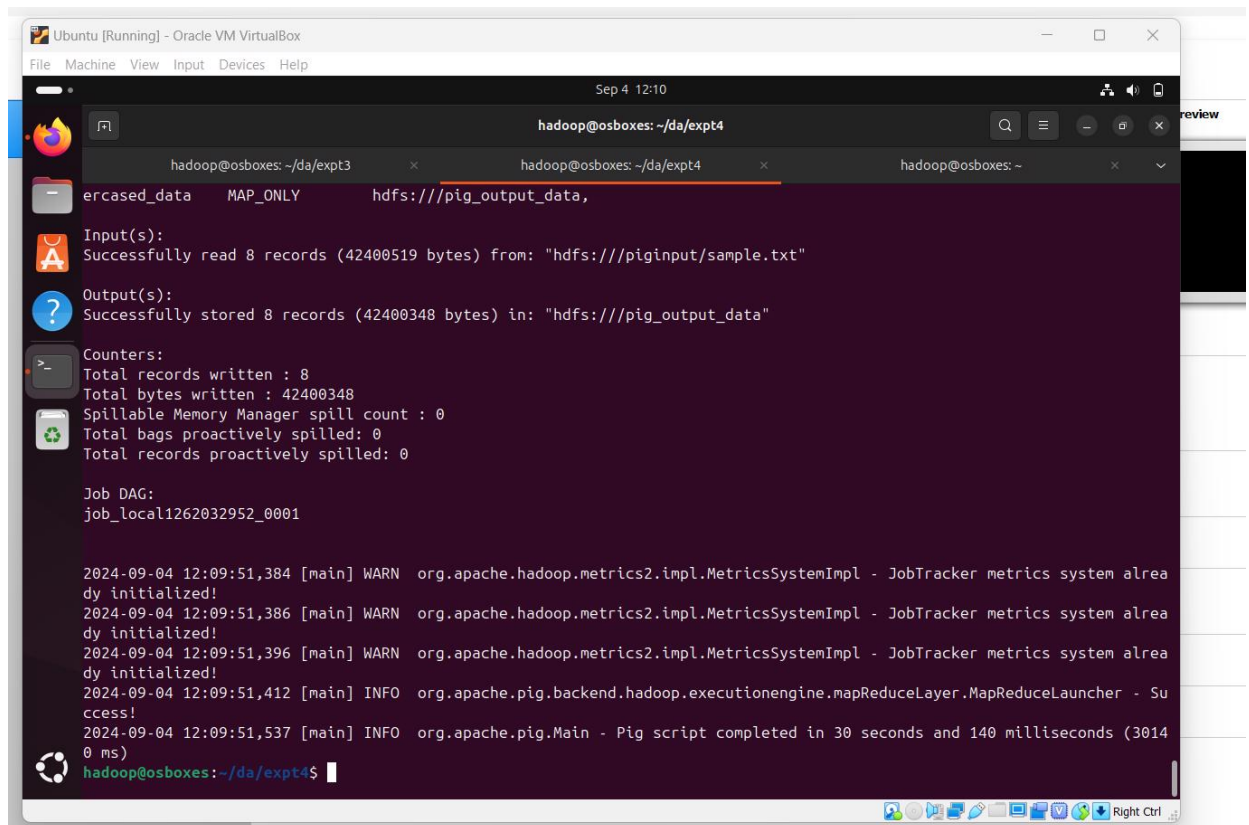 Ubuntu [Running] - Oracle VM VirtualBox
File Machine View Input Devices Help
Sep 4 12:10
hadoop@osboxes: ~/da/expt4
review
hadoop@osboxes: ~/da/expt3 hadoop@osboxes: ~/da/expt4 hadoop@osboxes: ~
ercased_data MAP_ONLY hdfs:///pig_output_data,
Input(s):
Successfully read 8 records (42400519 bytes) from: "hdfs:///piginput/sample.txt"
Output(s):
Successfully stored 8 records (42400348 bytes) in: "hdfs:///pig_output_data"
Counters:
Total records written : 8
Total bytes written : 42400348
Spillable Memory Manager spill count : 0
Total bags proactively spilled: 0
Total records proactively spilled: 0
Job DAG:
job_local1262032952_0001
2024-09-04 12:09:51,384 [main] WARN org.apache.hadoop.metrics2.impl.MetricsSystemImpl - JobTracker metrics system alrea
dy initialized!
2024-09-04 12:09:51,386 [main] WARN org.apache.hadoop.metrics2.impl.MetricsSystemImpl - JobTracker metrics system alrea
dy initialized!
2024-09-04 12:09:51,396 [main] WARN org.apache.hadoop.metrics2.impl.MetricsSystemImpl - JobTracker metrics system alrea
dy initialized!
2024-09-04 12:09:51,412 [main] INFO org.apache.pig.backend.hadoop.executionengine.mapReduceLayer.MapReduceLauncher - Su
ccess!
2024-09-04 12:09:51,537 [main] INFO org.apache.pig.Main - Pig script completed in 30 seconds and 140 milliseconds (3014
0 ms)
hadoop@osboxes:~/da/expt4$
Right Ctrl